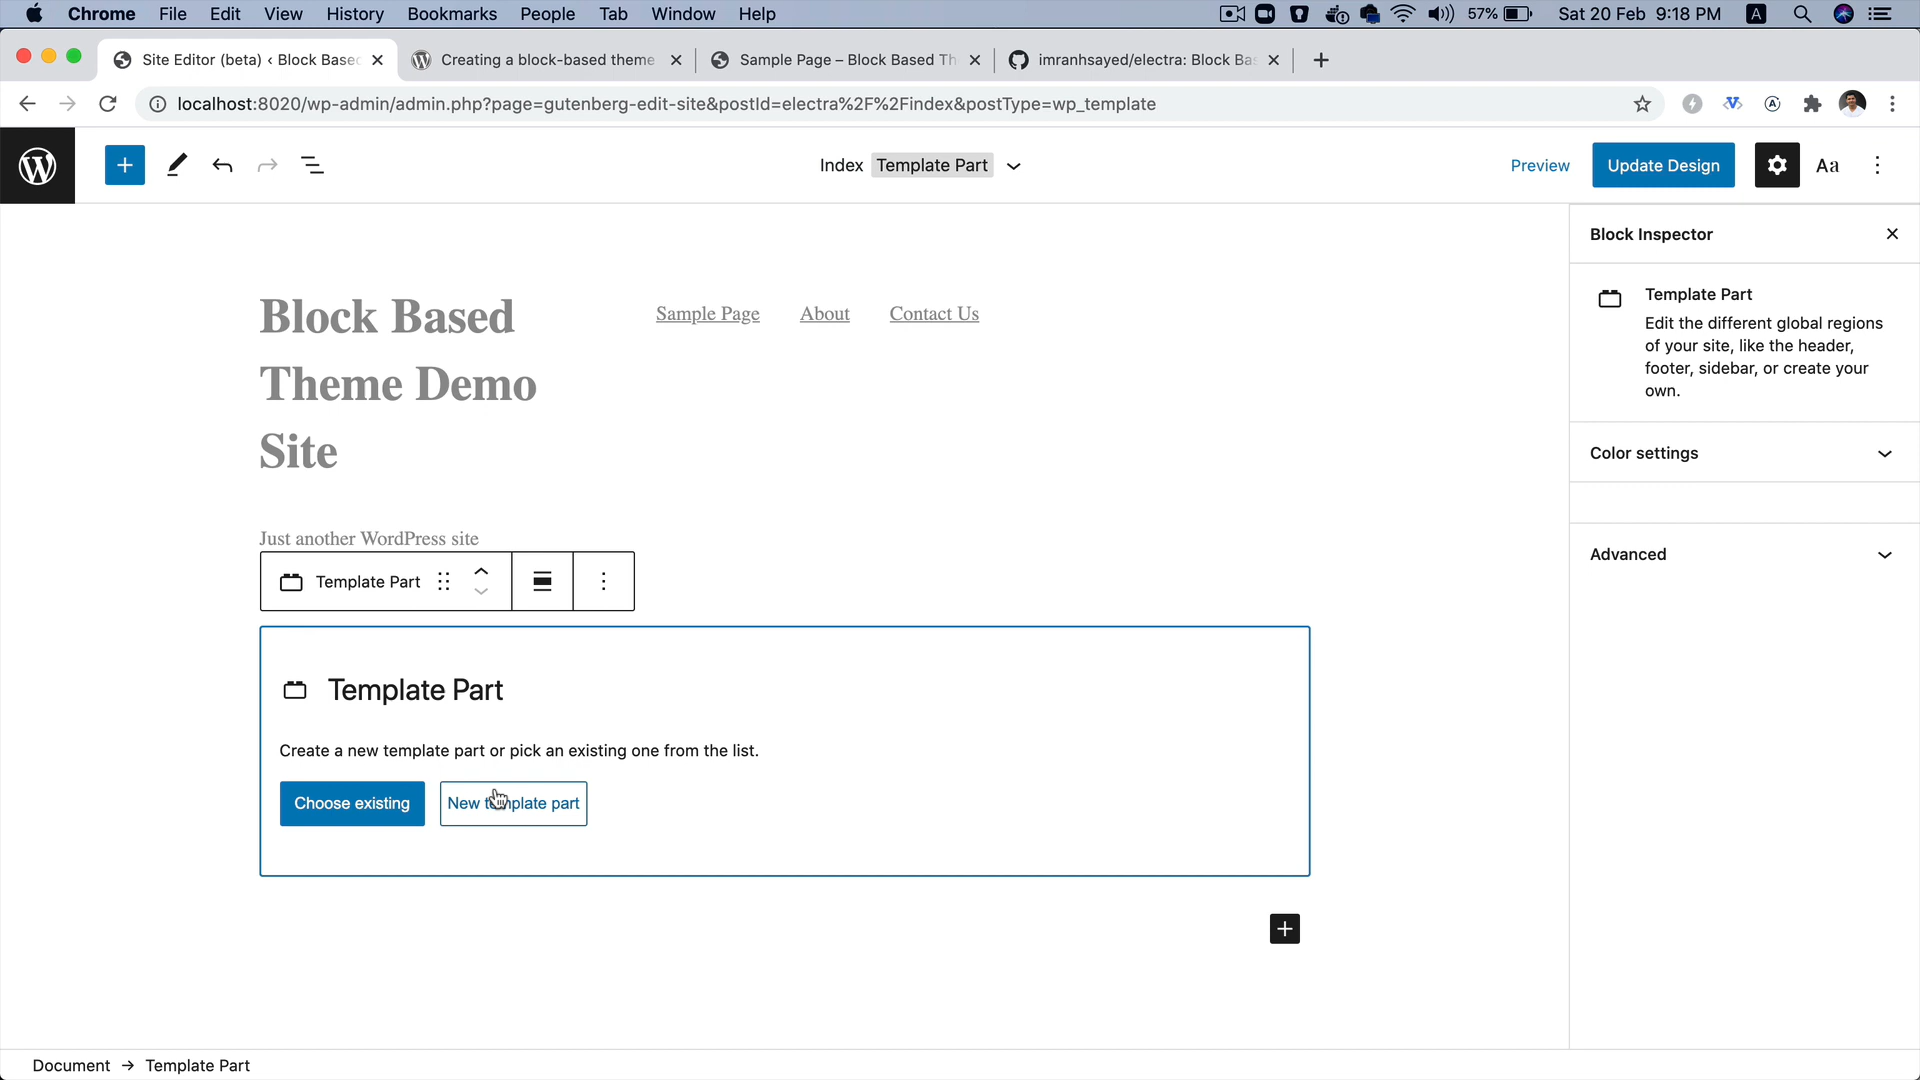 Chrome File Edit View History Bookmarks People Tab Window Help 57% Sat 20 Feb 9:18 PM A
Site Editor (beta) ‹ Block Base
Creating a block-based theme
Sample Page – Block Based Th
imranhsayed/electra: Block Ba
localhost:8020/wp-admin/admin.php?page=gutenberg-edit-site&postId=electra%2F%2Findex&postType=wp_template
Index Template Part
Preview
Update Design
Aa
Block Based
Theme Demo
Site
Sample Page About Contact Us
Just another WordPress site
Template Part
Template Part
Create a new template part or pick an existing one from the list.
Choose existing
New template part
Block Inspector
Template Part
Edit the different global regions
of your site, like the header,
footer, sidebar, or create your
own.
Color settings
Advanced
Document → Template Part